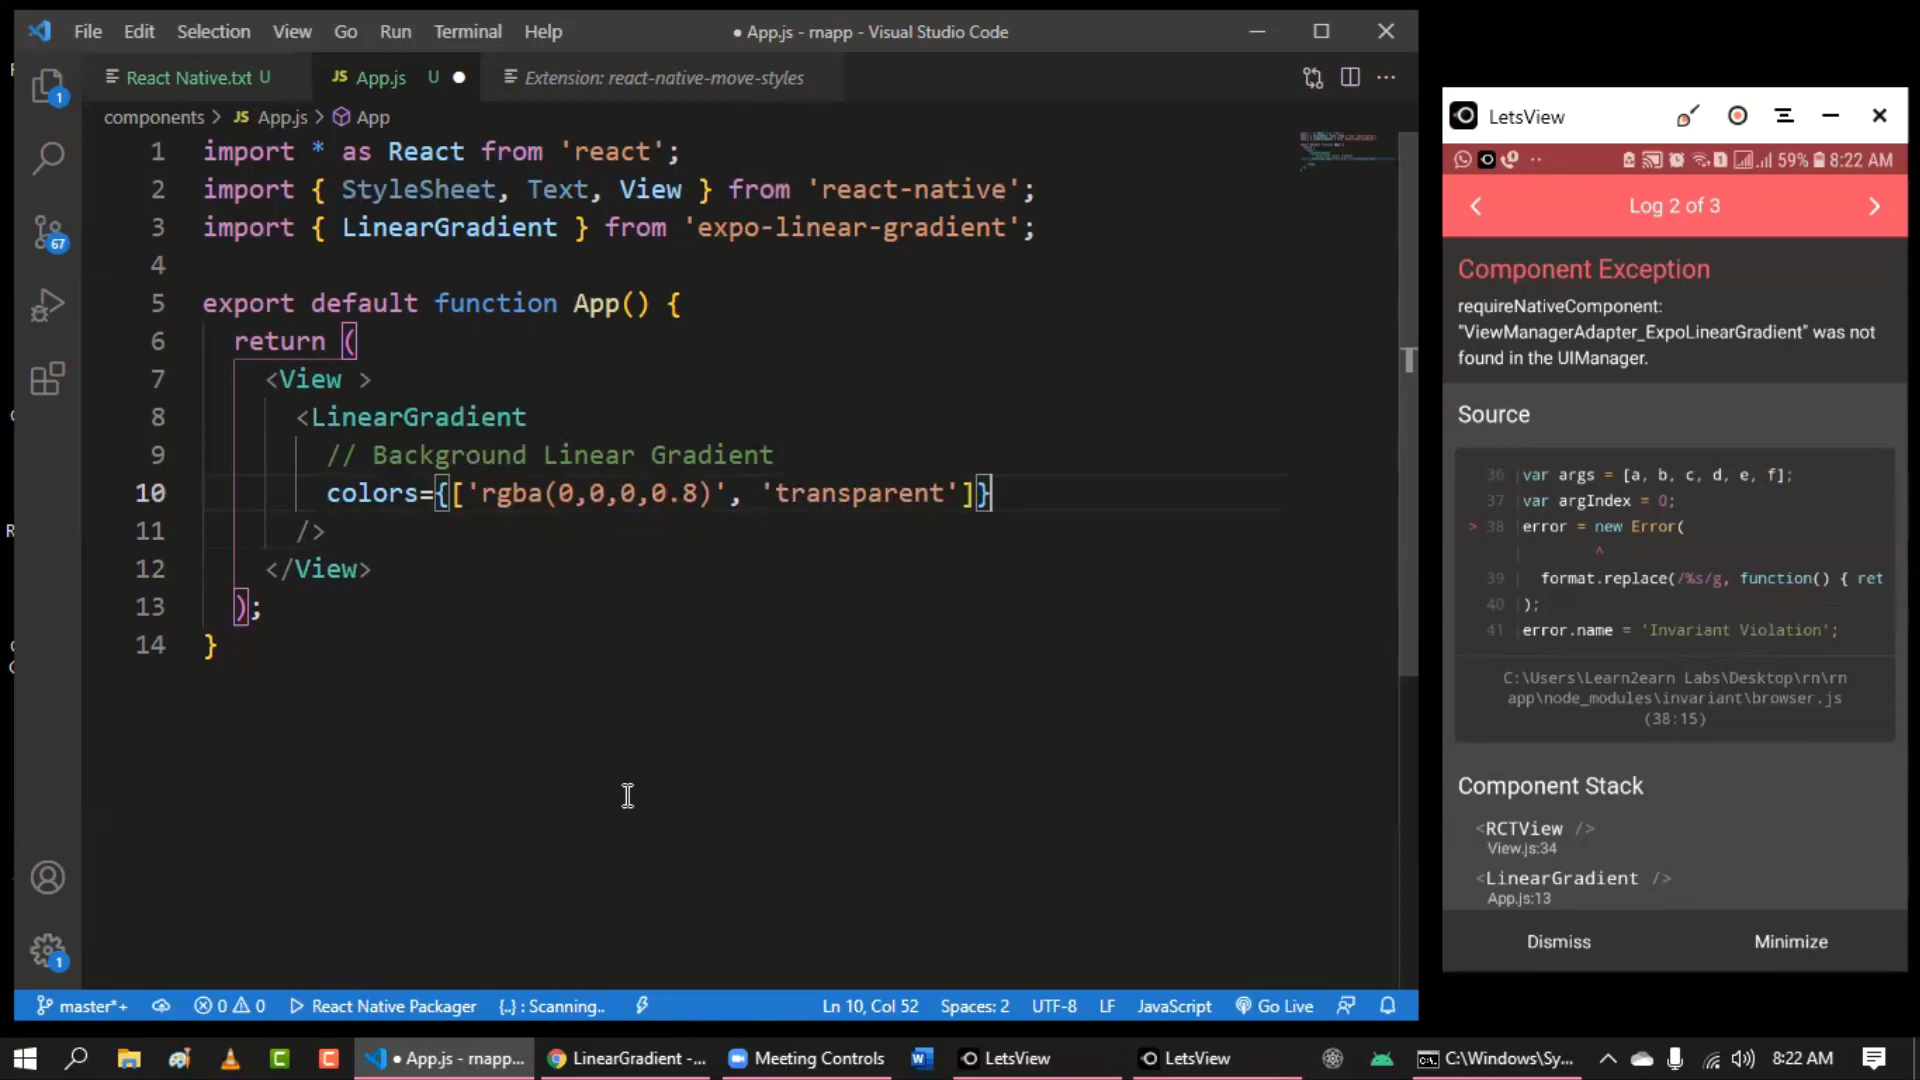 File Edit Selection View Go Run Terminal Help
● App.js - rnapp - Visual Studio Code
React Native.txt U
JS App.js U
Extension: react-native-move-styles
components > JS App.js > App
1 import * as React from 'react';
2 import { StyleSheet, Text, View } from 'react-native';
3 import { LinearGradient } from 'expo-linear-gradient';
4
5 export default function App() {
6 return (
7 <View >
8 <LinearGradient
9 // Background Linear Gradient
10 colors={['rgba(0,0,0,0.8)', 'transparent']}
11 />
12 </View>
13 );
14 }
1
67
1
master*+
0 0
React Native Packager
{..} : Scanning..
Ln 10, Col 52
Spaces: 2
UTF-8
LF
JavaScript
Go Live
LetsView
59% 8:22 AM
Log 2 of 3
Component Exception
requireNativeComponent:
"ViewManagerAdapter_ExpoLinearGradient" was not
found in the UIManager.
Source
36 var args = [a, b, c, d, e, f];
37 var argIndex = 0;
> 38 error = new Error(
^
39 format.replace(/%s/g, function() { ret
40 );
41 error.name = 'Invariant Violation';
C:\Users\Learn2earn Labs\Desktop\rn\rn
app\node_modules\invariant\browser.js
(38:15)
Component Stack
<RCTView />
View.js:34
<LinearGradient />
App.js:13
Dismiss
Minimize
● App.js - rnapp...
LinearGradient -...
Meeting Controls
LetsView
LetsView
C:\Windows\Sy...
8:22 AM